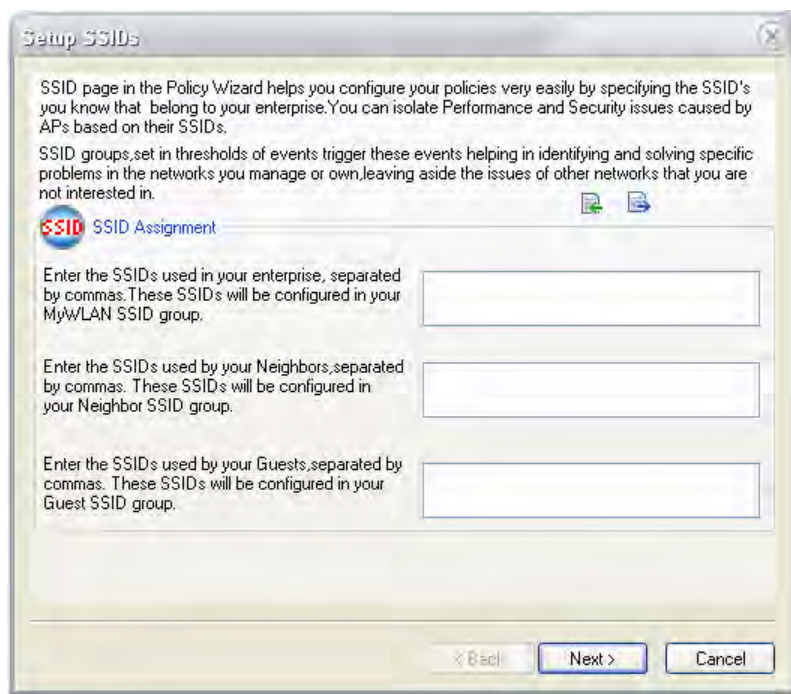 Setup SSIDs
SSID page in the Policy Wizard helps you configure your policies very easily by specifying the SSID's
you know that belong to your enterprise.You can isolate Performance and Security issues caused by
APs based on their SSIDs.
SSID groups,set in thresholds of events trigger these events helping in identifying and solving specific
problems in the networks you manage or own,leaving aside the issues of other networks that you are
not interested in.
SSID SSID Assignment
Enter the SSIDs used in your enterprise, separated
by commas.These SSIDs will be configured in your
MyWLAN SSID group.
Enter the SSIDs used by your Neighbors,separated
by commas. These SSIDs will be configured in
your Neighbor SSID group.
Enter the SSIDs used by your Guests,separated by
commas. These SSIDs will be configured in your
Guest SSID group.
< Back Next > Cancel